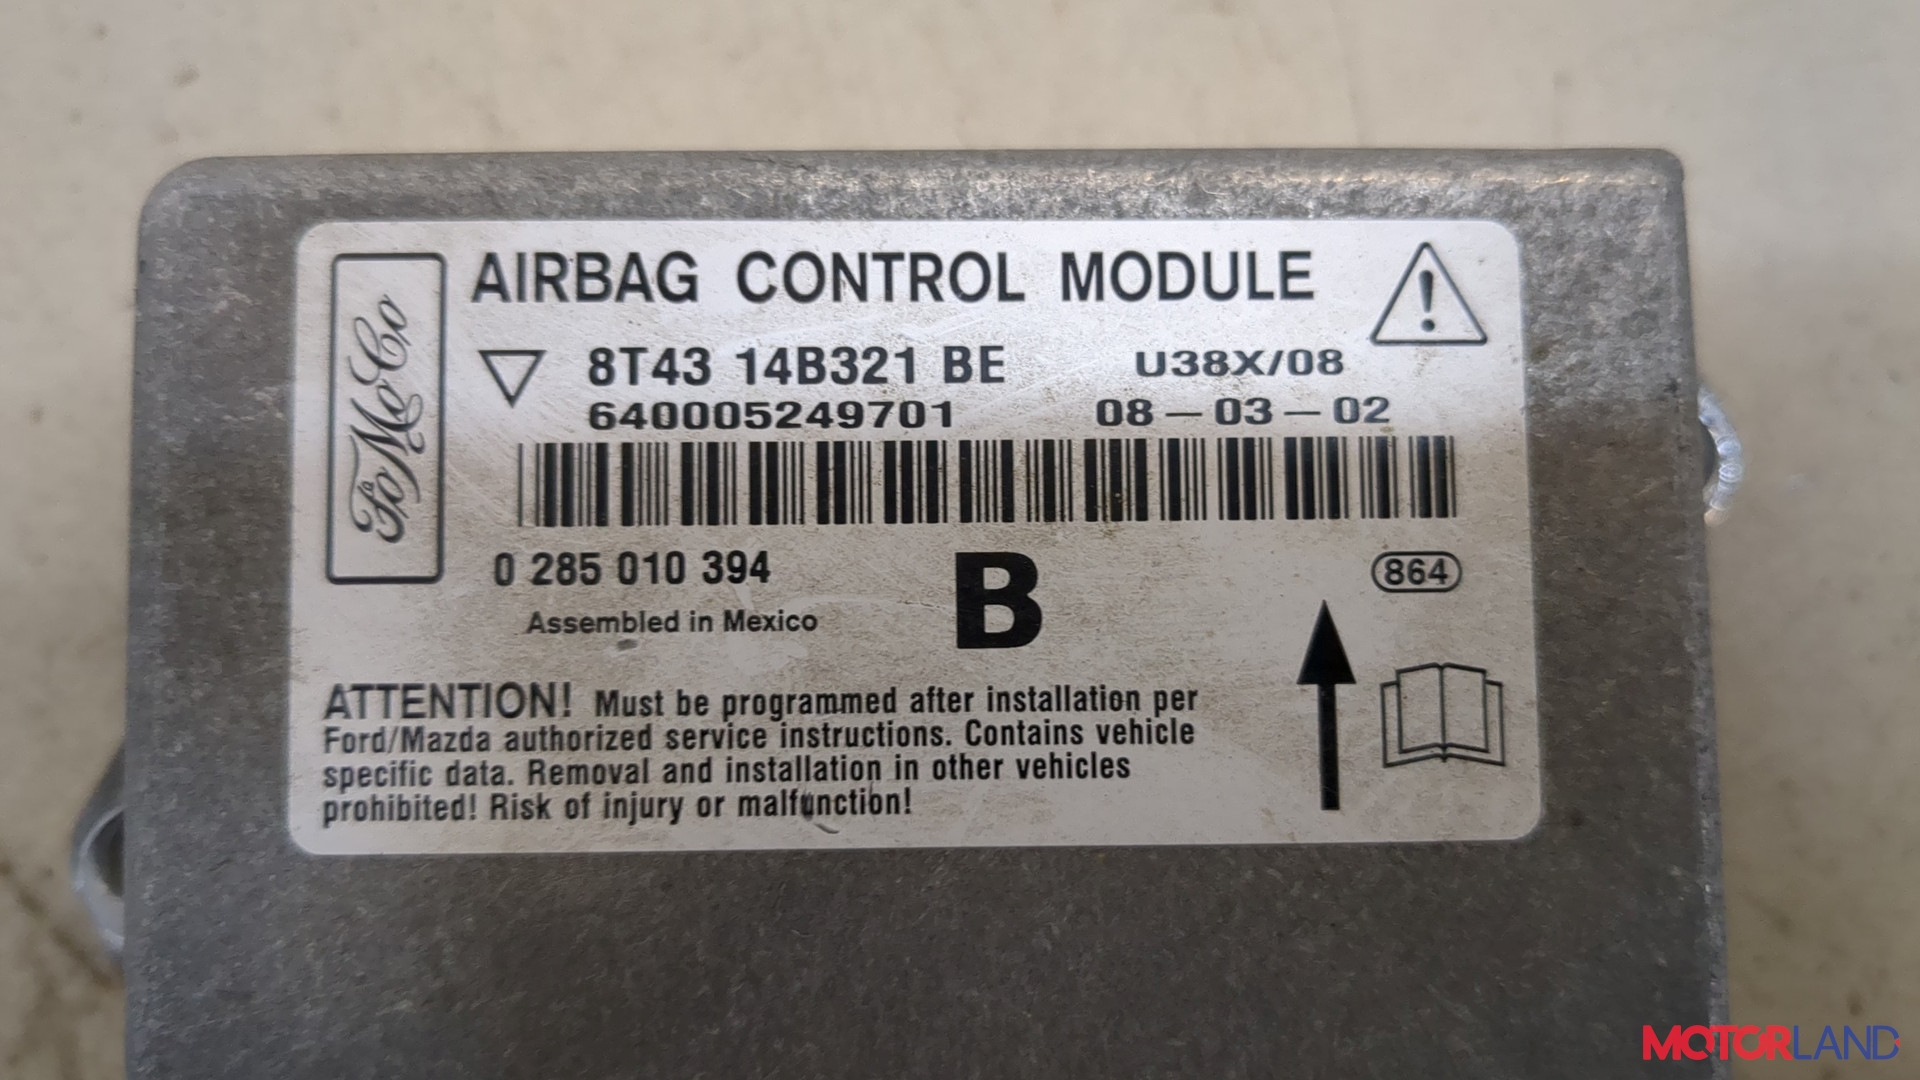 FoMoCo
AIRBAG CONTROL MODULE
8T43 14B321 BE U38X/08
640005249701 08-03-02
0 285 010 394 B 864
Assembled in Mexico
ATTENTION! Must be programmed after installation per
Ford/Mazda authorized service instructions. Contains vehicle
specific data. Removal and installation in other vehicles
prohibited! Risk of injury or malfunction!
MOTORLAND